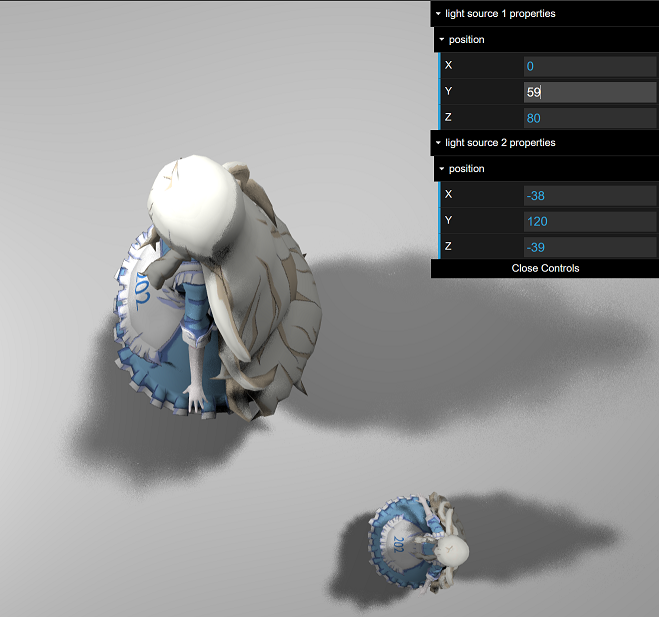 light source 1 properties
position
X 0
Y 59
Z 80
light source 2 properties
position
X -38
Y 120
Z -39
Close Controls
202
202